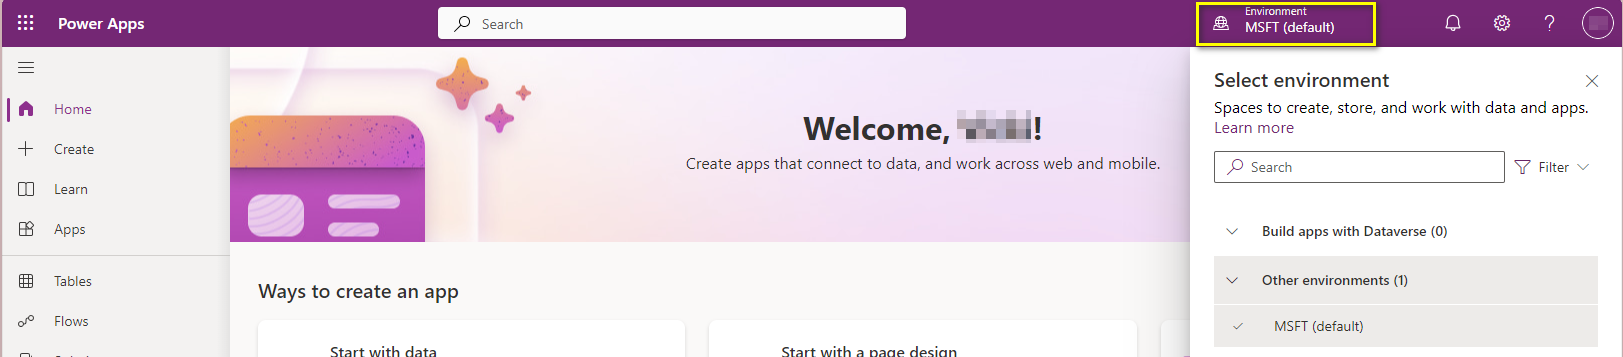 Power Apps
Search
Environment
MSFT (default)
Home
Create
Learn
Apps
Tables
Flows
Welcome, !
Create apps that connect to data, and work across web and mobile.
Ways to create an app
Start with data
Start with a page design
Select environment
Spaces to create, store, and work with data and apps.
Learn more
Search
Filter
Build apps with Dataverse (0)
Other environments (1)
MSFT (default)